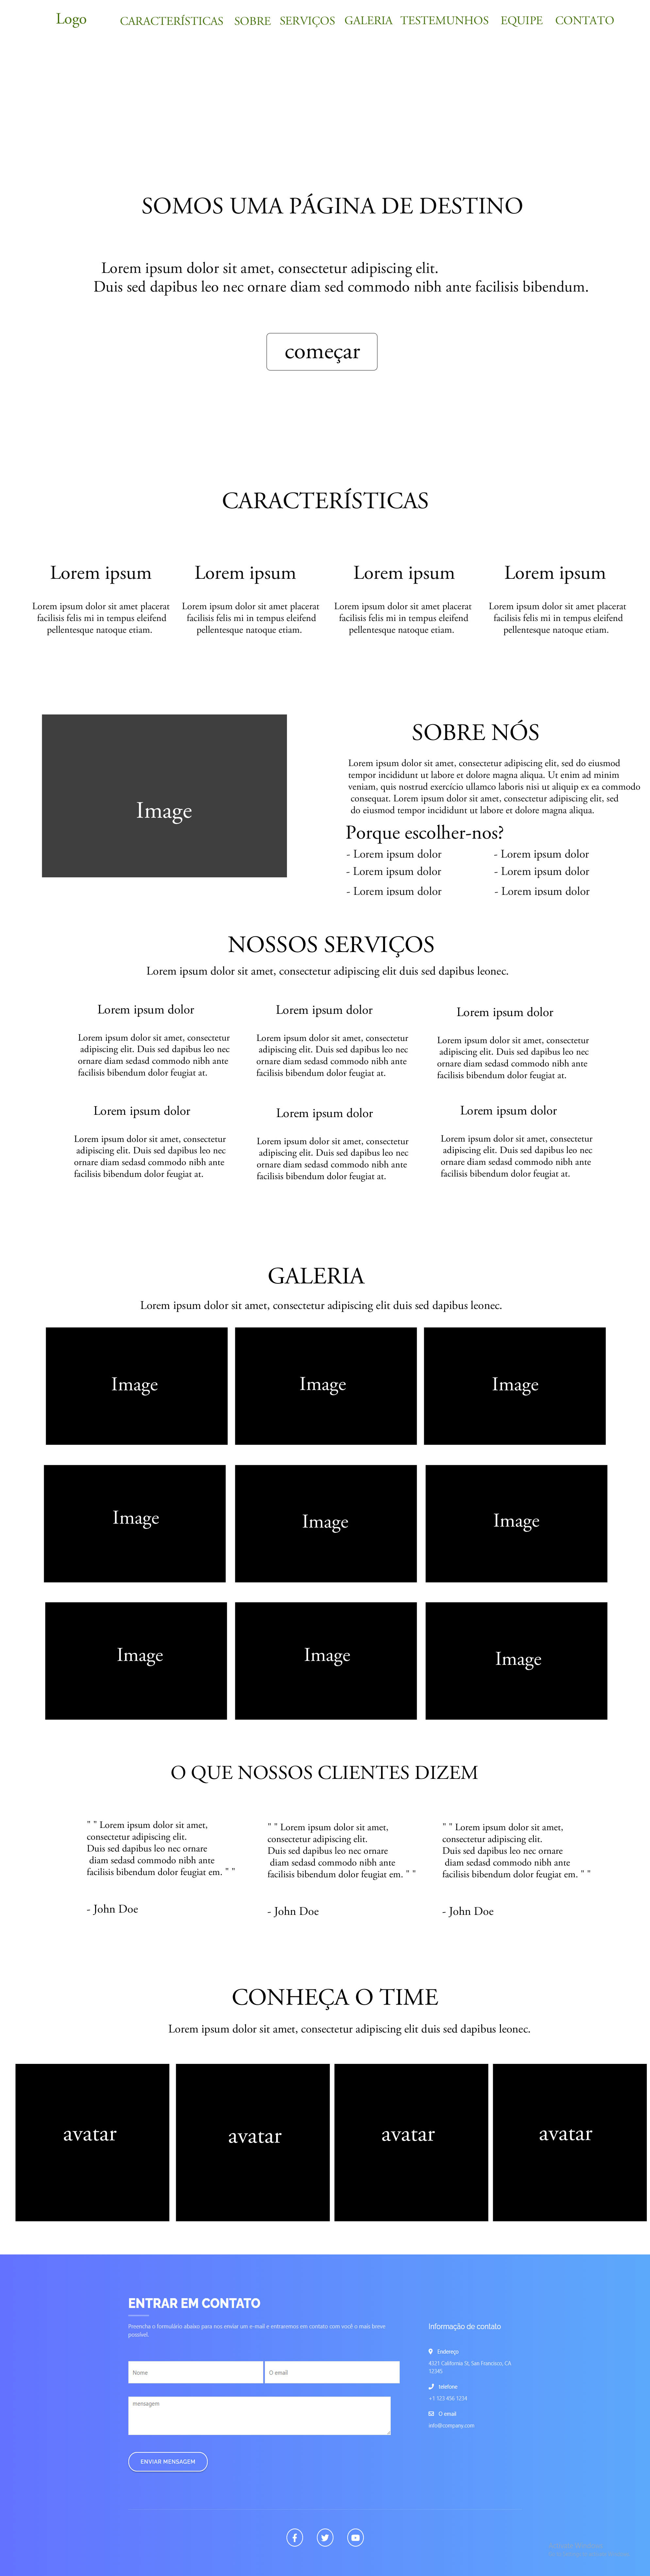 Logo CARACTERÍSTICAS SOBRE SERVIÇOS GALERIA TESTEMUNHOS EQUIPE CONTATO
SOMOS UMA PÁGINA DE DESTINO
Lorem ipsum dolor sit amet, consectetur adipiscing elit.
Duis sed dapibus leo nec ornare diam sed commodo nibh ante facilisis bibendum.
começar
CARACTERÍSTICAS
Lorem ipsum
Lorem ipsum dolor sit amet placerat
facilisis felis mi in tempus eleifend
pellentesque natoque etiam.
Lorem ipsum
Lorem ipsum dolor sit amet placerat
facilisis felis mi in tempus eleifend
pellentesque natoque etiam.
Lorem ipsum
Lorem ipsum dolor sit amet placerat
facilisis felis mi in tempus eleifend
pellentesque natoque etiam.
Lorem ipsum
Lorem ipsum dolor sit amet placerat
facilisis felis mi in tempus eleifend
pellentesque natoque etiam.
Image
SOBRE NÓS
Lorem ipsum dolor sit amet, consectetur adipiscing elit, sed do eiusmod
tempor incididunt ut labore et dolore magna aliqua. Ut enim ad minim
veniam, quis nostrud exercício ullamco laboris nisi ut aliquip ex ea commodo
consequat. Lorem ipsum dolor sit amet, consectetur adipiscing elit, sed
do eiusmod tempor incididunt ut labore et dolore magna aliqua.
Porque escolher-nos?
- Lorem ipsum dolor
- Lorem ipsum dolor
- Lorem ipsum dolor
- Lorem ipsum dolor
- Lorem ipsum dolor
- Lorem ipsum dolor
NOSSOS SERVIÇOS
Lorem ipsum dolor sit amet, consectetur adipiscing elit duis sed dapibus leonec.
Lorem ipsum dolor
Lorem ipsum dolor sit amet, consectetur
adipiscing elit. Duis sed dapibus leo nec
ornare diam sedasd commodo nibh ante
facilisis bibendum dolor feugiat at.
Lorem ipsum dolor
Lorem ipsum dolor sit amet, consectetur
adipiscing elit. Duis sed dapibus leo nec
ornare diam sedasd commodo nibh ante
facilisis bibendum dolor feugiat at.
Lorem ipsum dolor
Lorem ipsum dolor sit amet, consectetur
adipiscing elit. Duis sed dapibus leo nec
ornare diam sedasd commodo nibh ante
facilisis bibendum dolor feugiat at.
Lorem ipsum dolor
Lorem ipsum dolor sit amet, consectetur
adipiscing elit. Duis sed dapibus leo nec
ornare diam sedasd commodo nibh ante
facilisis bibendum dolor feugiat at.
Lorem ipsum dolor
Lorem ipsum dolor sit amet, consectetur
adipiscing elit. Duis sed dapibus leo nec
ornare diam sedasd commodo nibh ante
facilisis bibendum dolor feugiat at.
Lorem ipsum dolor
Lorem ipsum dolor sit amet, consectetur
adipiscing elit. Duis sed dapibus leo nec
ornare diam sedasd commodo nibh ante
facilisis bibendum dolor feugiat at.
GALERIA
Lorem ipsum dolor sit amet, consectetur adipiscing elit duis sed dapibus leonec.
Image
Image
Image
Image
Image
Image
Image
Image
Image
O QUE NOSSOS CLIENTES DIZEM
" " Lorem ipsum dolor sit amet,
consectetur adipiscing elit.
Duis sed dapibus leo nec ornare
diam sedasd commodo nibh ante
facilisis bibendum dolor feugiat em. " "
- John Doe
" " Lorem ipsum dolor sit amet,
consectetur adipiscing elit.
Duis sed dapibus leo nec ornare
diam sedasd commodo nibh ante
facilisis bibendum dolor feugiat em. " "
- John Doe
" " Lorem ipsum dolor sit amet,
consectetur adipiscing elit.
Duis sed dapibus leo nec ornare
diam sedasd commodo nibh ante
facilisis bibendum dolor feugiat em. " "
- John Doe
CONHEÇA O TIME
Lorem ipsum dolor sit amet, consectetur adipiscing elit duis sed dapibus leonec.
avatar
avatar
avatar
avatar
ENTRAR EM CONTATO
Preencha o formulário abaixo para nos enviar um e-mail e entraremos em contato com você o mais breve
possível.
Nome
O email
mensagem
ENVIAR MENSAGEM
Informação de contato
Endereço
4321 California St, San Francisco, CA
12345
telefone
+1 123 456 1234
O email
info@company.com